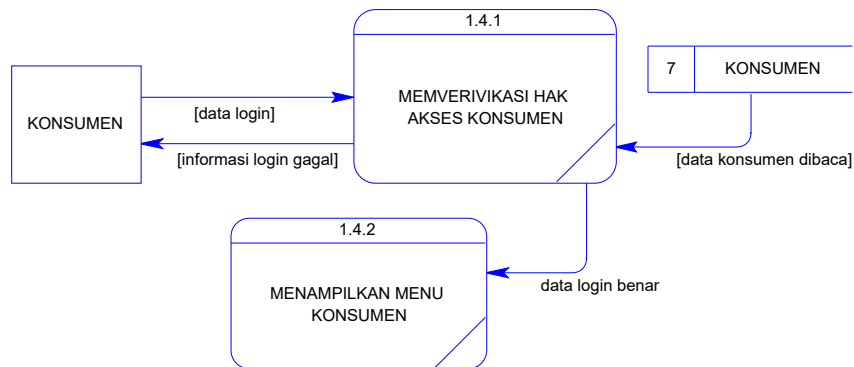 1.4.1
7
KONSUMEN
MEMVERIVIKASI HAK
AKSES KONSUMEN
KONSUMEN
[data login]
[informasi login gagal]
[data konsumen dibaca]
1.4.2
MENAMPILKAN MENU
KONSUMEN
data login benar